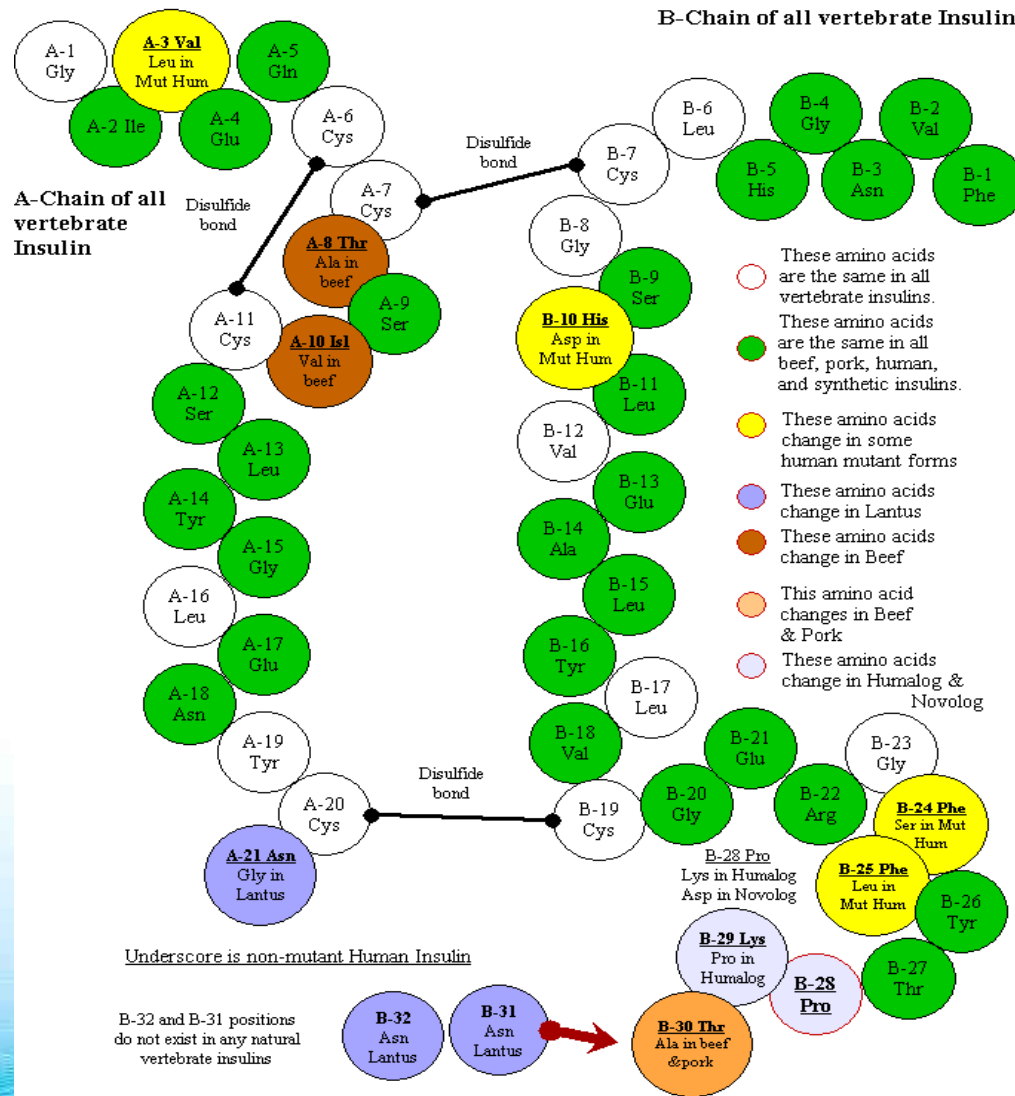 B-Chain of all vertebrate Insulin
A-1
Gly
A-2 Ile
A-3 Val
Leu in
Mut Hum
A-4
Glu
A-5
Gln
A-6
Cys
A-7
Cys
Disulfide
bond
Disulfide
bond
A-Chain of all
vertebrate
Insulin
A-8 Thr
Ala in
beef
A-9
Ser
A-10 Isl
Val in
beef
A-11
Cys
A-12
Ser
A-13
Leu
A-14
Tyr
A-15
Gly
A-16
Leu
A-17
Glu
A-18
Asn
A-19
Tyr
A-20
Cys
A-21 Asn
Gly in
Lantus
Disulfide
bond
B-1
Phe
B-2
Val
B-3
Asn
B-4
Gly
B-5
His
B-6
Leu
B-7
Cys
B-8
Gly
B-9
Ser
B-10 His
Asp in
Mut Hum
B-11
Leu
B-12
Val
B-13
Glu
B-14
Ala
B-15
Leu
B-16
Tyr
B-17
Leu
B-18
Val
B-19
Cys
B-20
Gly
B-21
Glu
B-22
Arg
B-23
Gly
B-24 Phe
Ser in Mut
Hum
B-25 Phe
Leu in
Mut Hum
B-26
Tyr
B-27
Thr
B-28
Pro
B-29 Lys
Pro in
Humalog
B-30 Thr
Ala in beef
&pork
B-31
Asn
Lantus
B-32
Asn
Lantus
B-28 Pro
Lys in Humalog
Asp in Novolog
These amino acids
are the same in all
vertebrate insulins.
These amino acids
are the same in all
beef, pork, human,
and synthetic insulins.
These amino acids
change in some
human mutant forms
These amino acids
change in Lantus
These amino acids
change in Beef
This amino acid
changes in Beef
& Pork
These amino acids
change in Humalog &
Novolog
Underscore is non-mutant Human Insulin
B-32 and B-31 positions
do not exist in any natural
vertebrate insulins